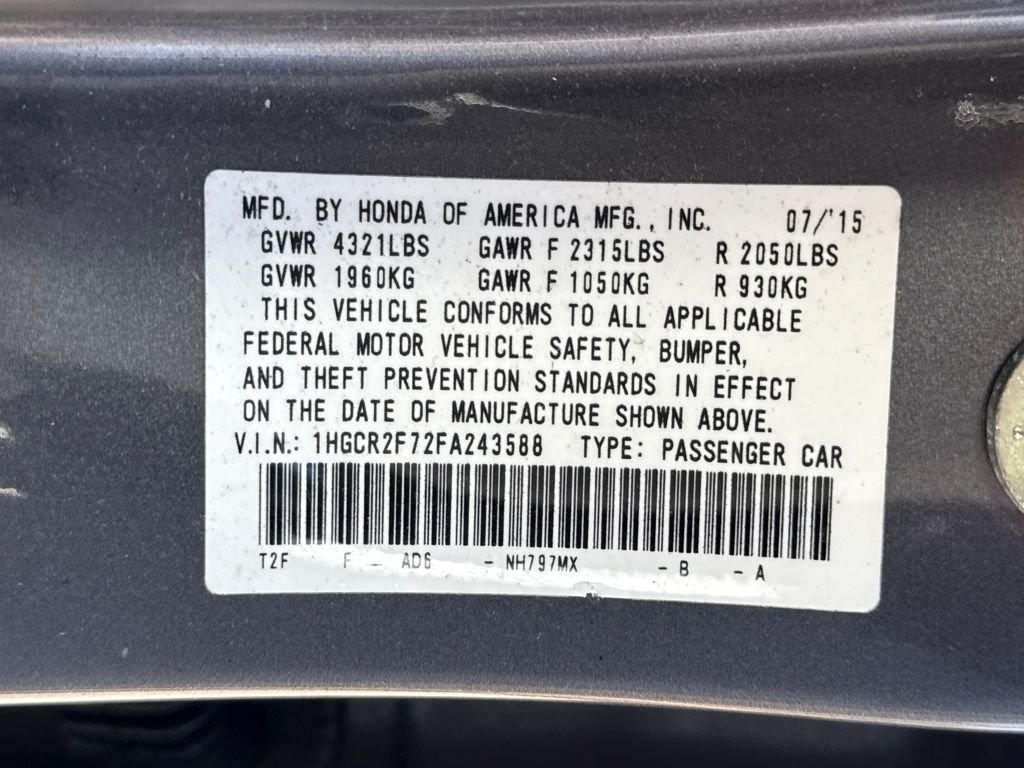 MFD. BY HONDA OF AMERICA MFG., INC. 07/'15
GVWR 4321LBS GAWR F 2315LBS R 2050LBS
GVWR 1960KG GAWR F 1050KG R 930KG
THIS VEHICLE CONFORMS TO ALL APPLICABLE
FEDERAL MOTOR VEHICLE SAFETY, BUMPER,
AND THEFT PREVENTION STANDARDS IN EFFECT
ON THE DATE OF MANUFACTURE SHOWN ABOVE.
V.I.N.: 1HGCR2F72FA243588 TYPE: PASSENGER CAR
T2F F - AD6 - NH797MX - B - A